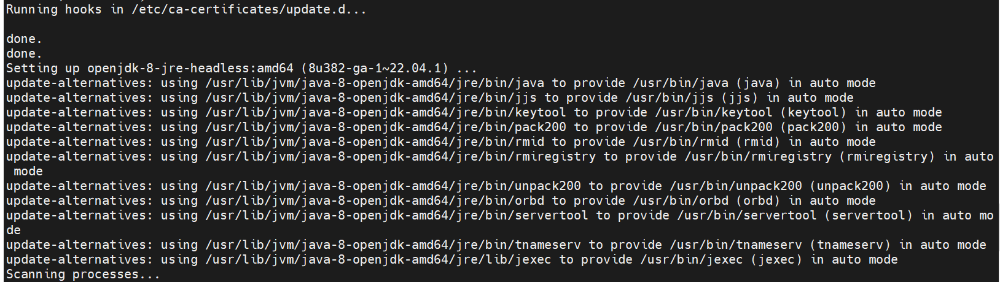 Running hooks in /etc/ca-certificates/update.d...
done.
done.
Setting up openjdk-8-jre-headless:amd64 (8u382-ga-1~22.04.1) ...
update-alternatives: using /usr/lib/jvm/java-8-openjdk-amd64/jre/bin/java to provide /usr/bin/java (java) in auto mode
update-alternatives: using /usr/lib/jvm/java-8-openjdk-amd64/jre/bin/jjs to provide /usr/bin/jjs (jjs) in auto mode
update-alternatives: using /usr/lib/jvm/java-8-openjdk-amd64/jre/bin/keytool to provide /usr/bin/keytool (keytool) in auto mode
update-alternatives: using /usr/lib/jvm/java-8-openjdk-amd64/jre/bin/pack200 to provide /usr/bin/pack200 (pack200) in auto mode
update-alternatives: using /usr/lib/jvm/java-8-openjdk-amd64/jre/bin/rmid to provide /usr/bin/rmid (rmid) in auto mode
update-alternatives: using /usr/lib/jvm/java-8-openjdk-amd64/jre/bin/rmiregistry to provide /usr/bin/rmiregistry (rmiregistry) in auto
 mode
update-alternatives: using /usr/lib/jvm/java-8-openjdk-amd64/jre/bin/unpack200 to provide /usr/bin/unpack200 (unpack200) in auto mode
update-alternatives: using /usr/lib/jvm/java-8-openjdk-amd64/jre/bin/orbd to provide /usr/bin/orbd (orbd) in auto mode
update-alternatives: using /usr/lib/jvm/java-8-openjdk-amd64/jre/bin/servertool to provide /usr/bin/servertool (servertool) in auto mo
de
update-alternatives: using /usr/lib/jvm/java-8-openjdk-amd64/jre/bin/tnameserv to provide /usr/bin/tnameserv (tnameserv) in auto mode
update-alternatives: using /usr/lib/jvm/java-8-openjdk-amd64/jre/lib/jexec to provide /usr/bin/jexec (jexec) in auto mode
Scanning processes...